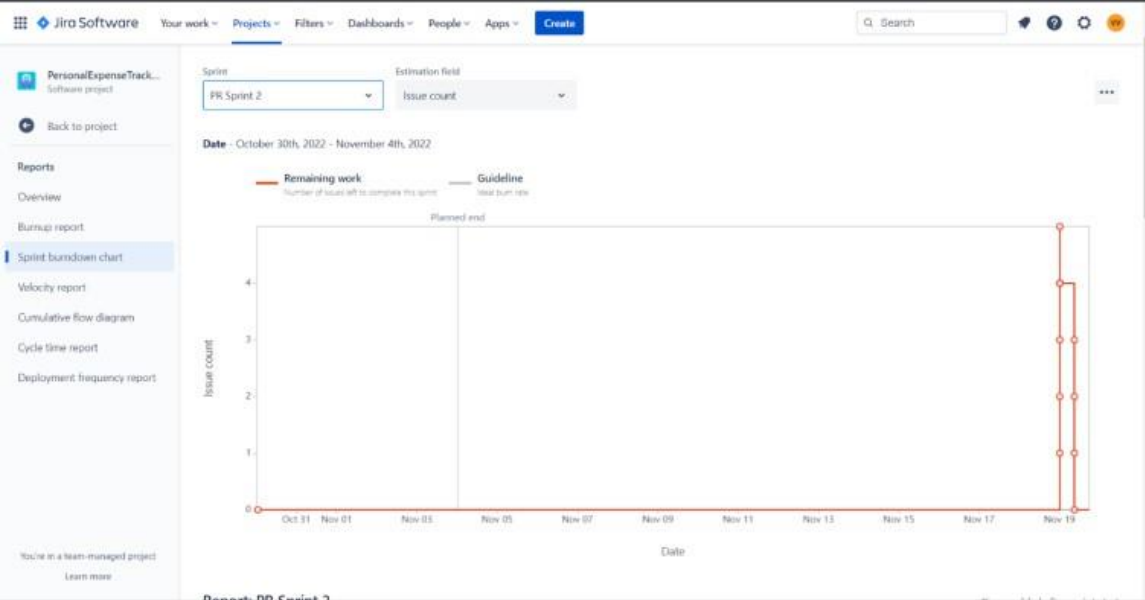 Jira Software Your work Projects Filters Dashboards People Apps Create Search
PersonalExpenseTrack...
Software project
Back to project
Reports
Overview
Burnup report
Sprint burndown chart
Velocity report
Cumulative flow diagram
Cycle time report
Deployment frequency report
You're in a team-managed project
Learn more
Sprint Estimation field
PR Sprint 2 Issue count
Date - October 30th, 2022 - November 4th, 2022
Remaining work Guideline
Number of issues left to complete this sprint Ideal burn rate
Planned end
4
3
2
1
0
Issue count
Oct 31 Nov 01 Nov 03 Nov 05 Nov 07 Nov 09 Nov 11 Nov 13 Nov 15 Nov 17 Nov 19
Date
Report: PR Sprint 2